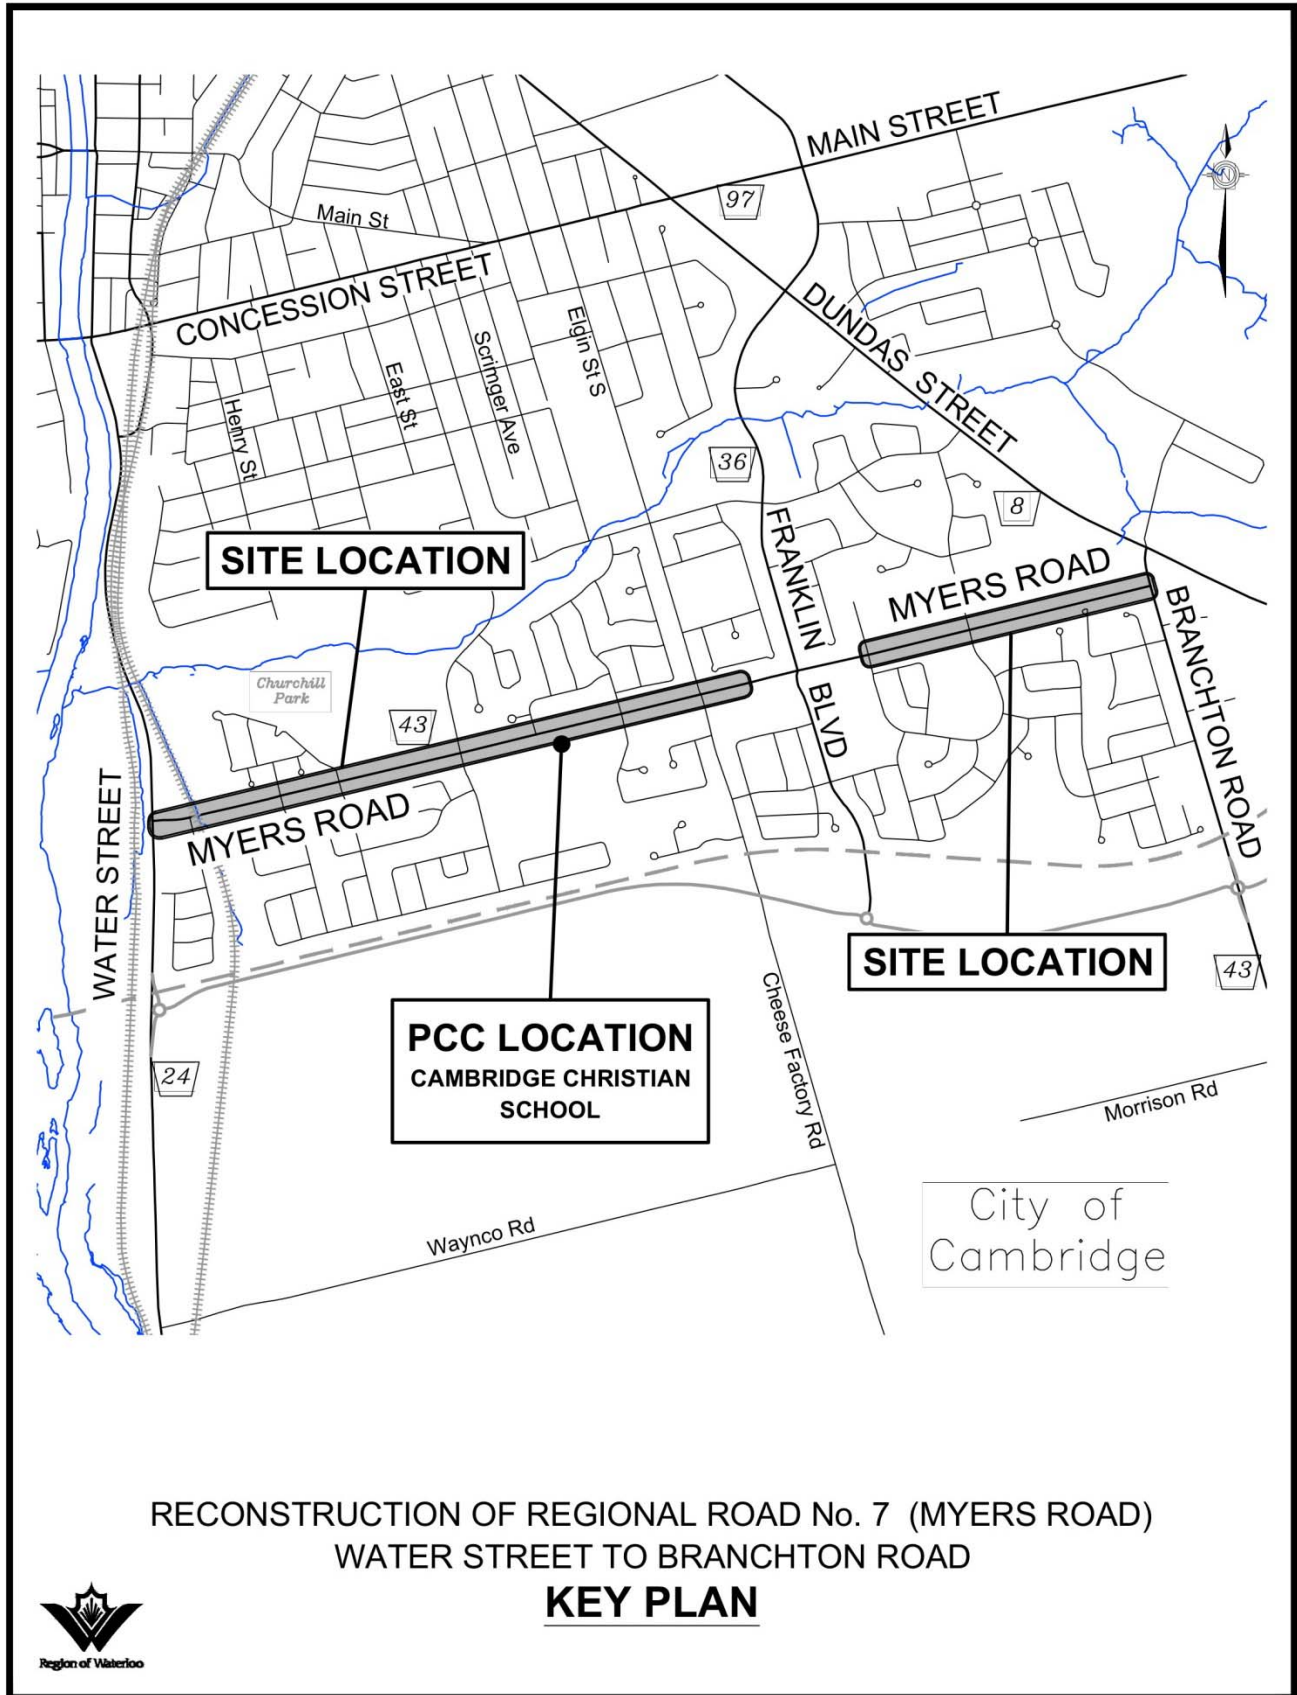 MAIN STREET
97
N
Main St
CONCESSION STREET
DUNDAS STREET
Elgin St S
Scrimger Ave
East St
Henry St
36
8
FRANKLIN
BLVD
SITE LOCATION
MYERS ROAD
BRANCHTON ROAD
Churchill
Park
43
MYERS ROAD
WATER STREET
SITE LOCATION
43
PCC LOCATION
CAMBRIDGE CHRISTIAN
SCHOOL
Cheese Factory Rd
24
Morrison Rd
Waynco Rd
City of
Cambridge
RECONSTRUCTION OF REGIONAL ROAD No. 7 (MYERS ROAD)
WATER STREET TO BRANCHTON ROAD
KEY PLAN
Region of Waterloo